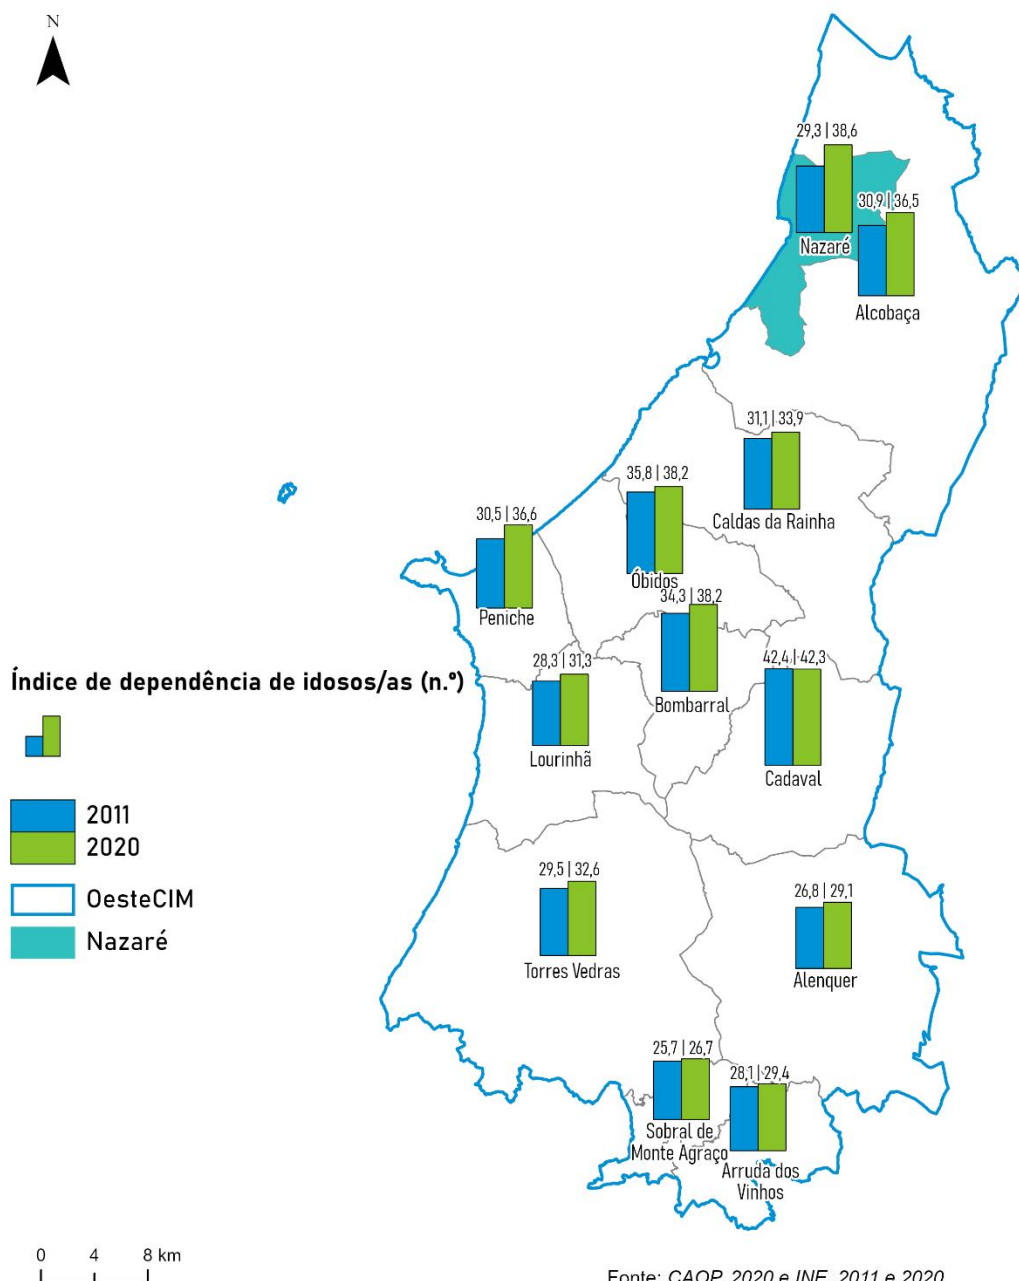 N
29,3 | 38,6
Nazaré
30,9 | 36,5
Alcobaça
31,1 | 33,9
Caldas da Rainha
35,8 | 38,2
Óbidos
30,5 | 36,6
Peniche
34,3 | 38,2
Bombarral
42,4 | 42,3
Cadaval
28,3 | 31,3
Lourinhã
Índice de dependência de idosos/as (n.º)
2011
2020
OesteCIM
Nazaré
29,5 | 32,6
Torres Vedras
26,8 | 29,1
Alenquer
25,7 | 26,7
Sobral de
Monte Agraço
28,1 | 29,4
Arruda dos
Vinhos
0 4 8 km
Fonte: CAOP, 2020 e INE, 2011 e 2020